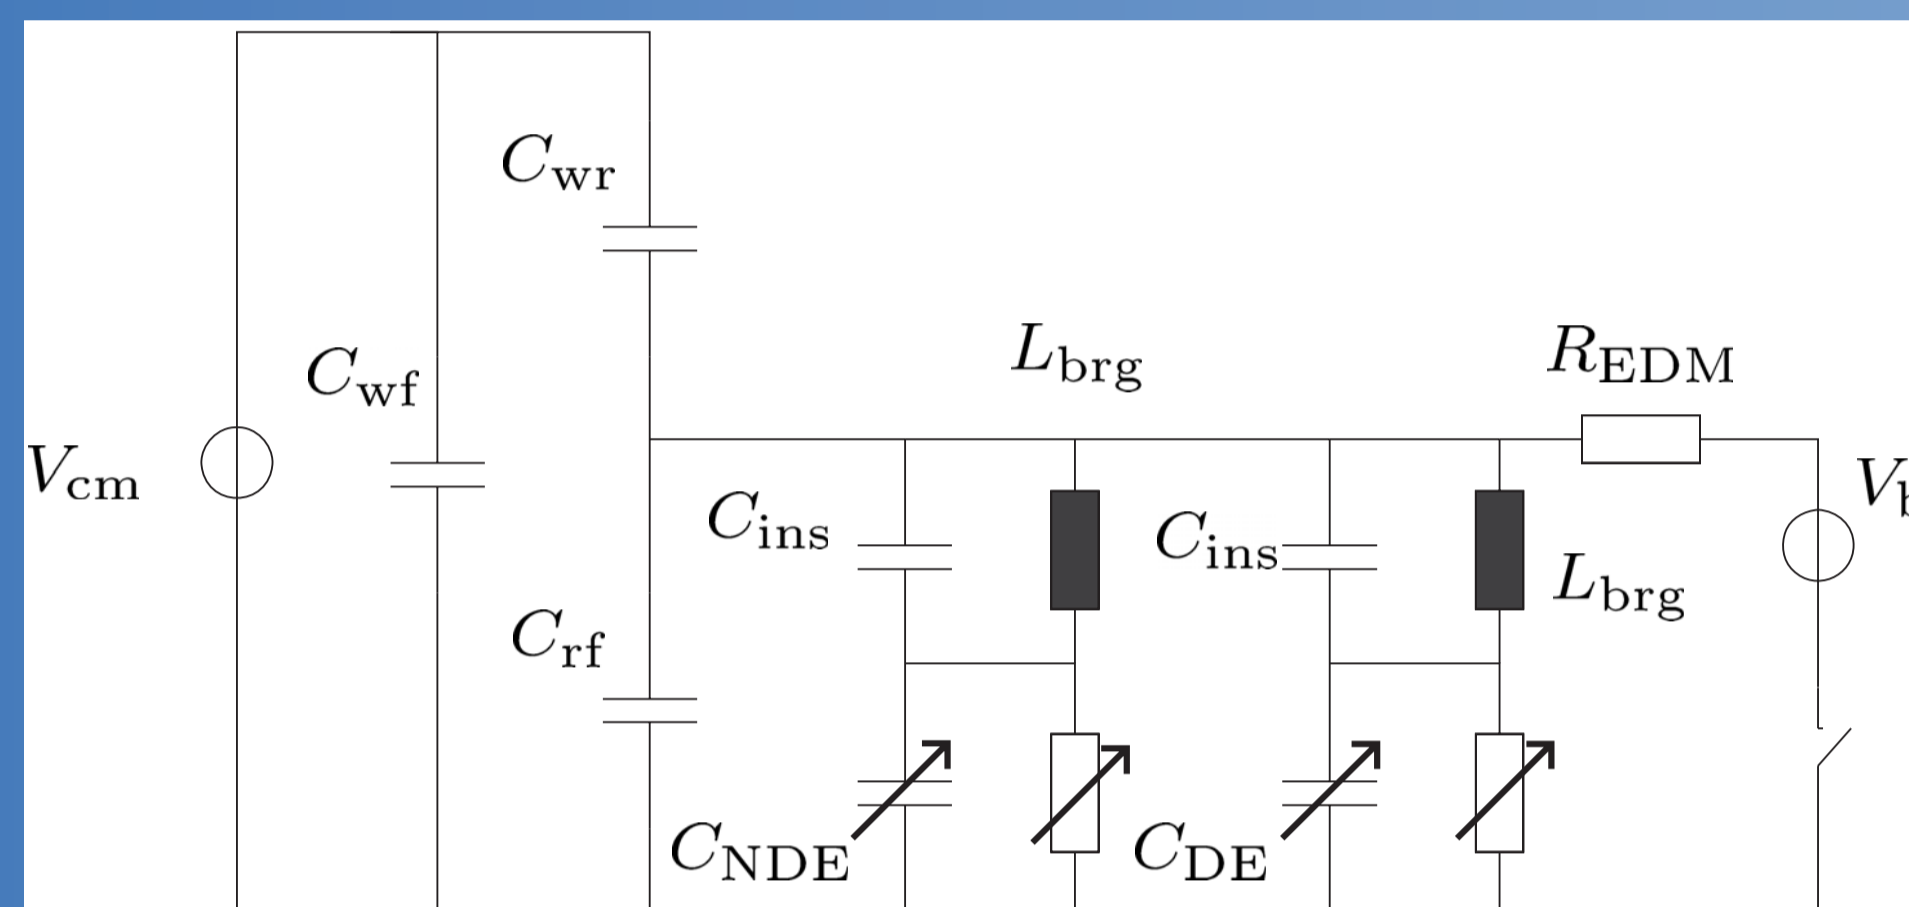 C_wr
L_brg
R_EDM
C_wf
V_cm
C_ins
C_ins
L_brg
C_rf
C_NDE
C_DE